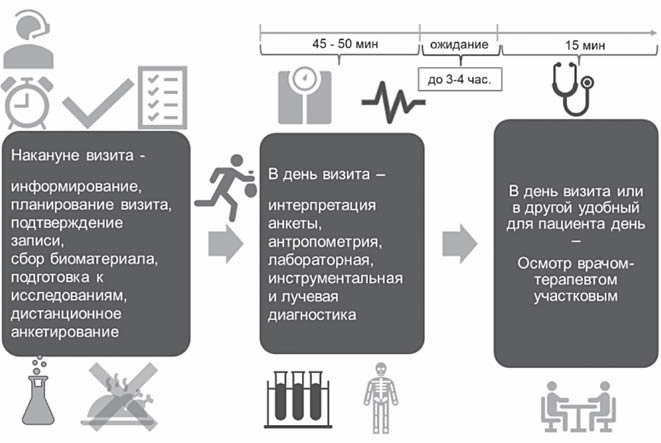 45 - 50 мин
ожидание
15 мин
до 3-4 час.
Накануне визита -
информирование,
планирование визита,
подтверждение
записи,
сбор биоматериала,
подготовка к
исследованиям,
дистанционное
анкетирование
В день визита –
интерпретация
анкеты,
антропометрия,
лабораторная,
инструментальная
и лучевая
диагностика
В день визита или
в другой удобный
для пациента день
–
Осмотр врачом-
терапевтом
участковым